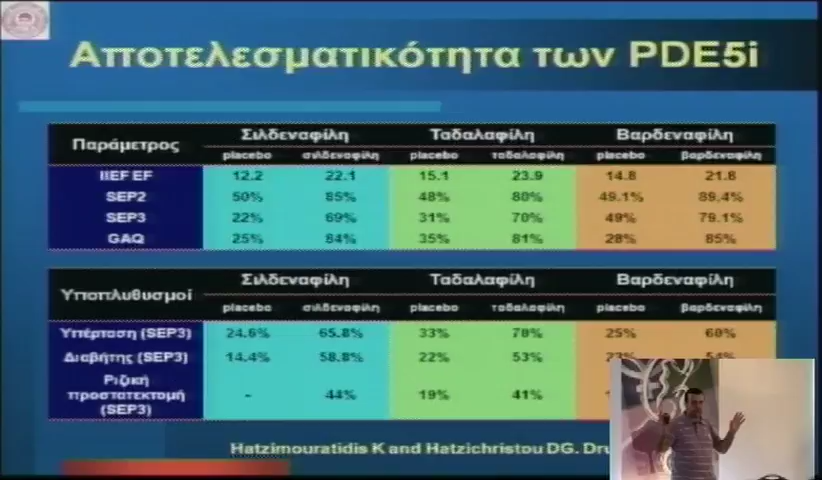 Αποτελεσματικότητα των PDE5i
Παράμετρος Σιλδεναφίλη Ταδαλαφίλη Βαρδεναφίλη
placebo σιλδεναφίλη placebo ταδαλαφίλη placebo βαρδεναφίλη
IIEF EF 12.2 22.1 15.1 23.9 14.8 21.8
SEP2 50% 85% 48% 80% 49.1% 89.4%
SEP3 22% 69% 31% 70% 49% 79.1%
GAQ 25% 84% 35% 81% 28% 85%
Υποπλυθυσμοί Σιλδεναφίλη Ταδαλαφίλη Βαρδεναφίλη
placebo σιλδεναφίλη placebo ταδαλαφίλη placebo βαρδεναφίλη
Υπέρταση (SEP3) 24.6% 65.8% 33% 70% 25% 60%
Διαβήτης (SEP3) 14.4% 58.8% 22% 53%
Ριζική
προστατεκτομή - 44% 19% 41%
(SEP3)
Hatzimouratidis K and Hatzichristou DG.